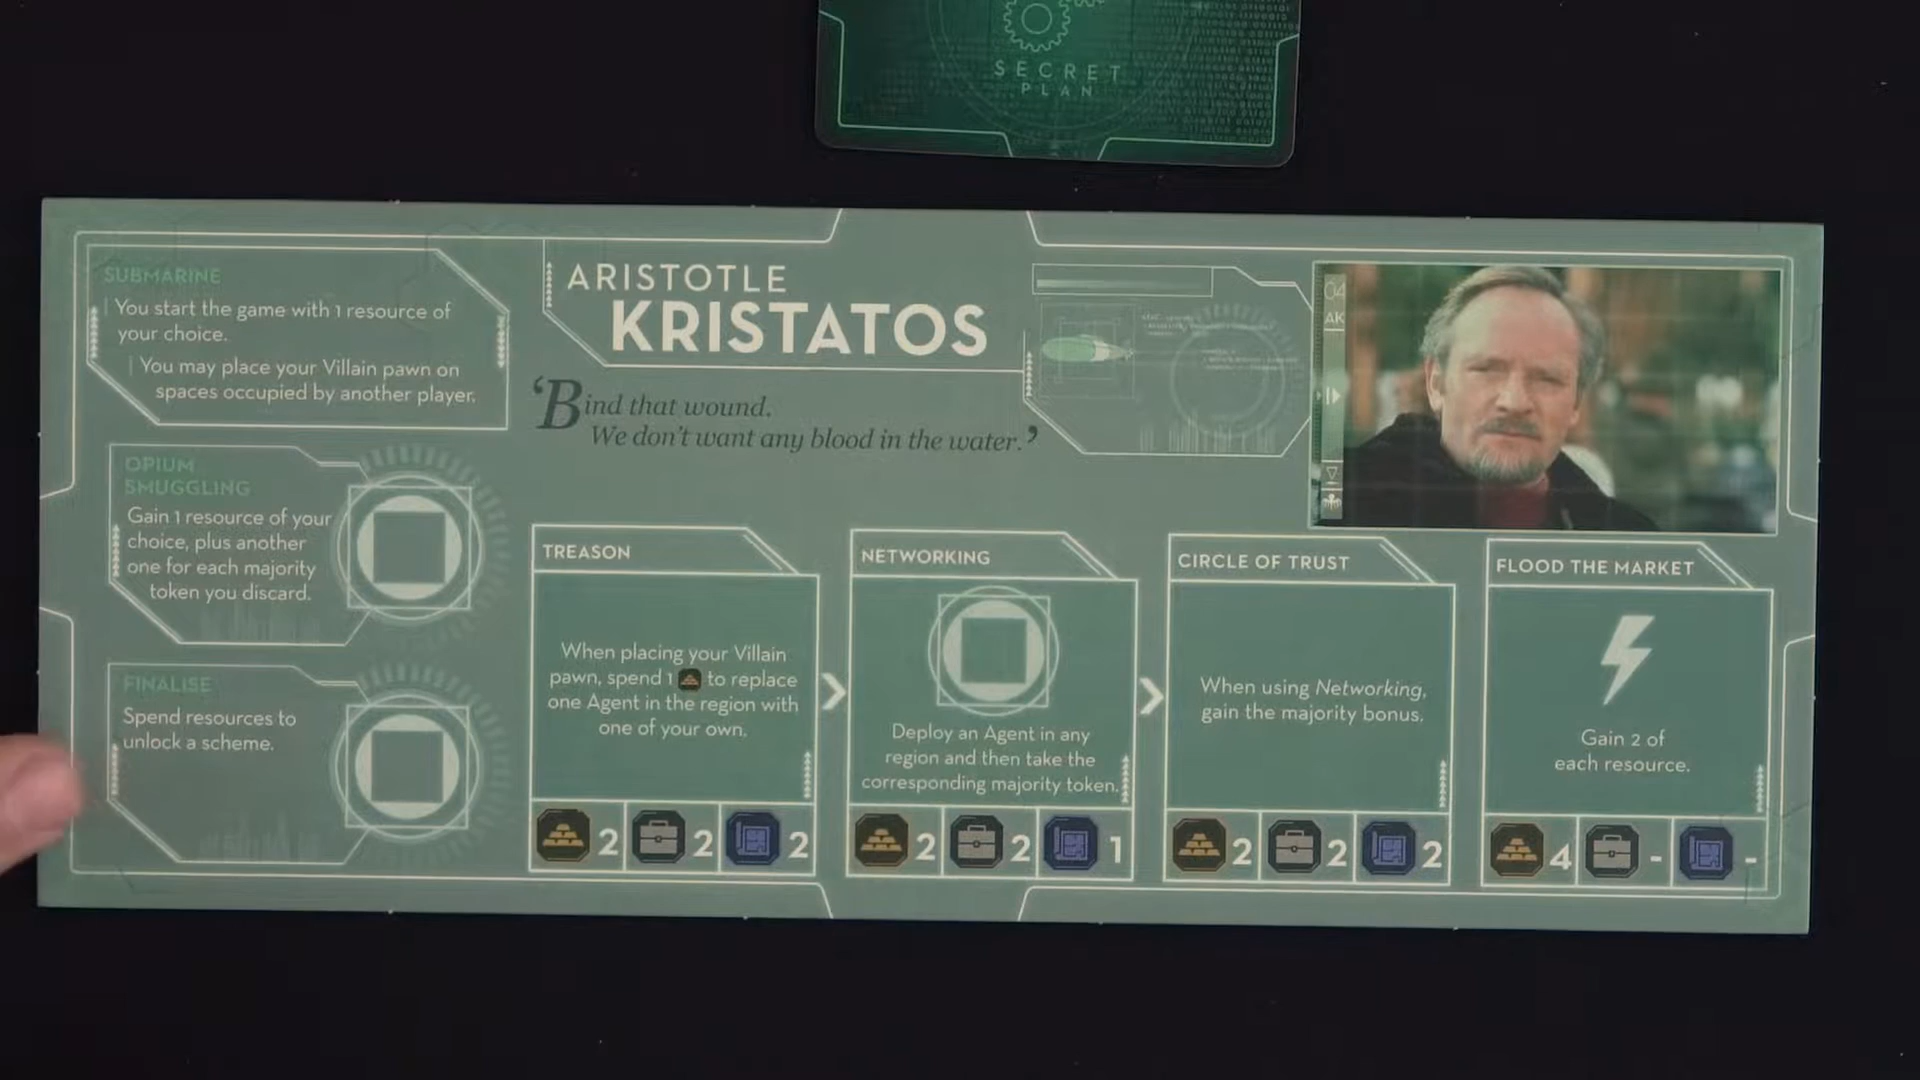 SECRET
PLAN
SUBMARINE
You start the game with 1 resource of
your choice.
You may place your Villain pawn on
spaces occupied by another player.
ARISTOTLE
KRISTATOS
'Bind that wound.
We don't want any blood in the water.'
04
AK
OPIUM
SMUGGLING
Gain 1 resource of your
choice, plus another
one for each majority
token you discard.
FINALISE
Spend resources to
unlock a scheme.
TREASON
When placing your Villain
pawn, spend 1 to replace
one Agent in the region with
one of your own.
2 2 2
NETWORKING
Deploy an Agent in any
region and then take the
corresponding majority token.
2 2 1
CIRCLE OF TRUST
When using Networking,
gain the majority bonus.
2 2 2
FLOOD THE MARKET
Gain 2 of
each resource.
4 - -